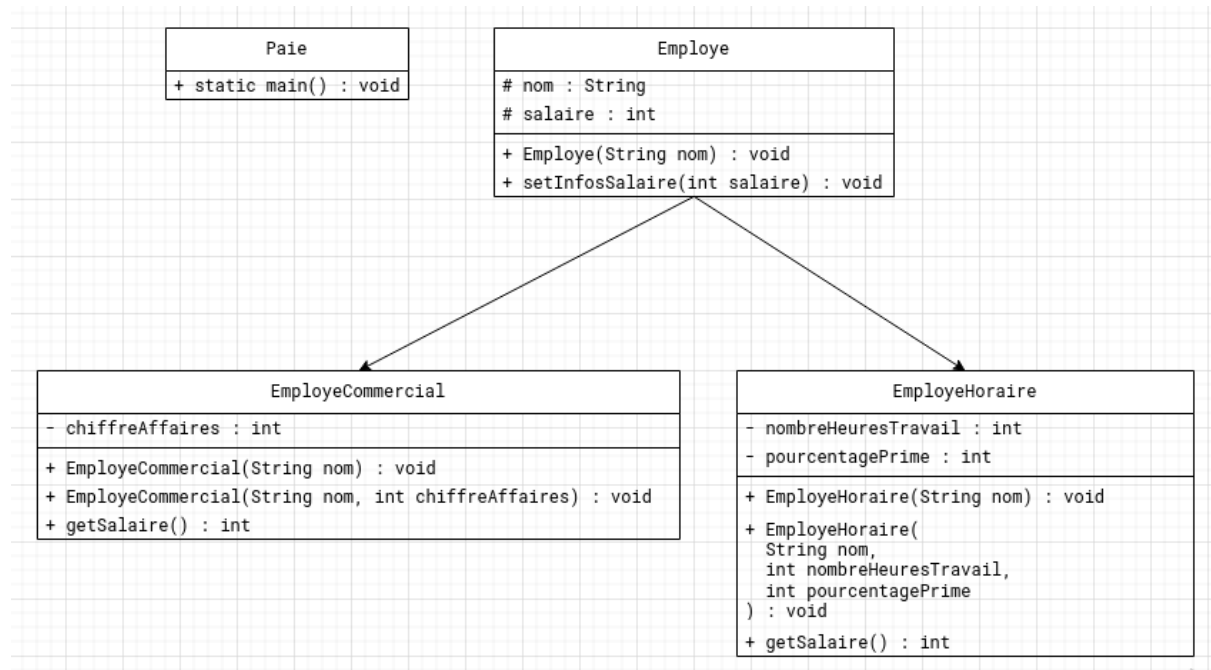 Paie
+ static main() : void
Employe
# nom : String
# salaire : int
+ Employe(String nom) : void
+ setInfosSalaire(int salaire) : void
EmployeCommercial
- chiffreAffaires : int
+ EmployeCommercial(String nom) : void
+ EmployeCommercial(String nom, int chiffreAffaires) : void
+ getSalaire() : int
EmployeHoraire
- nombreHeuresTravail : int
- pourcentagePrime : int
+ EmployeHoraire(String nom) : void
+ EmployeHoraire(
String nom,
int nombreHeuresTravail,
int pourcentagePrime
) : void
+ getSalaire() : int